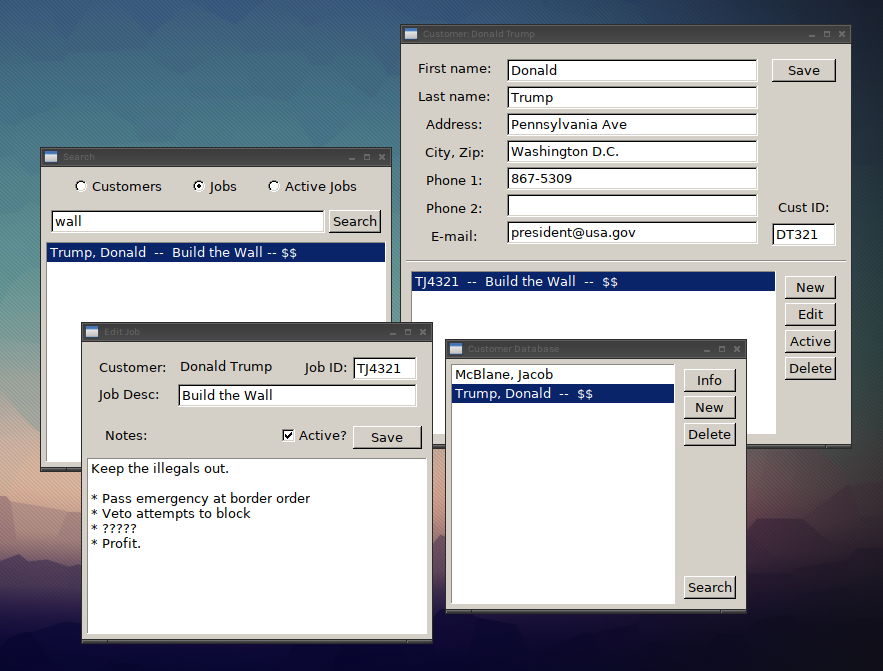 Customer: Donald Trump
First name: Donald Save
Last name: Trump
Address: Pennsylvania Ave
City, Zip: Washington D.C.
Phone 1: 867-5309
Phone 2: Cust ID:
E-mail: president@usa.gov DT321
TJ4321 -- Build the Wall -- $$ New
Edit
Active
Delete
Search
Customers Jobs Active Jobs
wall Search
Trump, Donald -- Build the Wall -- $$
Edit Job
Customer: Donald Trump Job ID: TJ4321
Job Desc: Build the Wall
Notes: Active? Save
Keep the illegals out.
* Pass emergency at border order
* Veto attempts to block
* ?????
* Profit.
Customer Database
McBlane, Jacob Info
Trump, Donald -- $$ New
Delete
Search